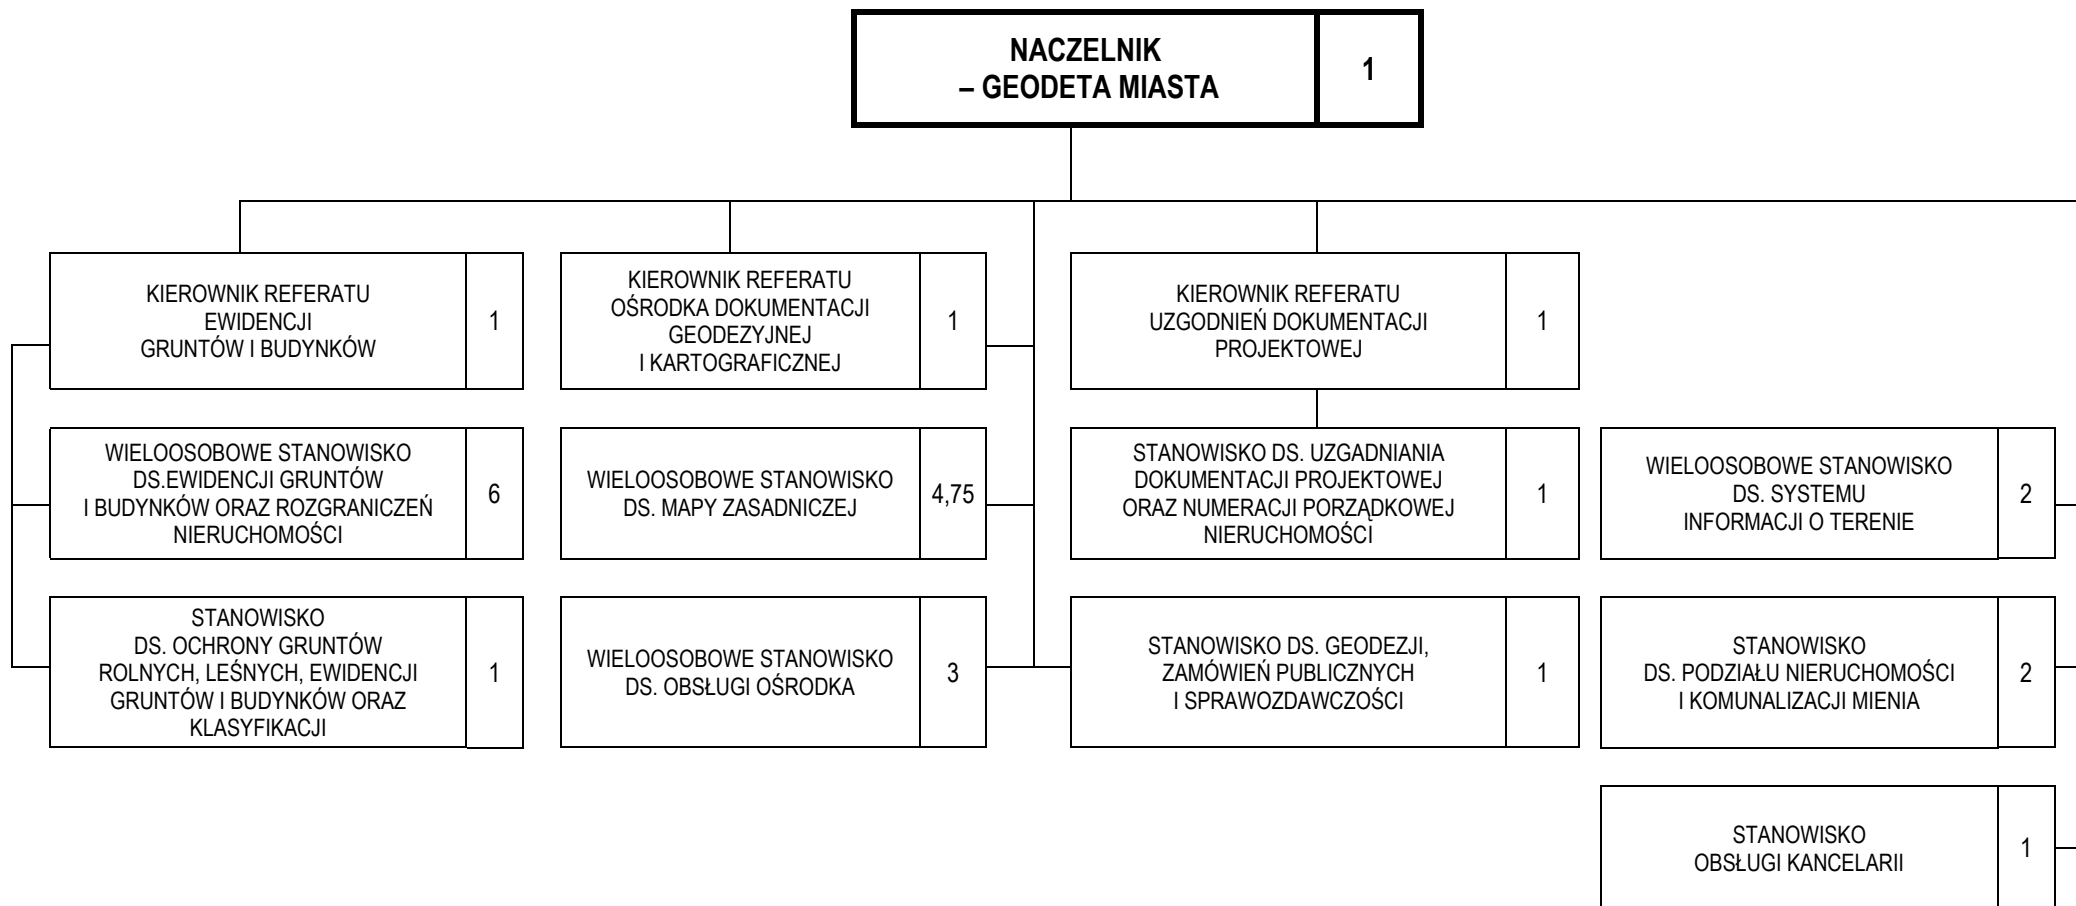 NACZELNIK
– GEODETA MIASTA
1
KIEROWNIK REFERATU
EWIDENCJI
GRUNTÓW I BUDYNKÓW
1
KIEROWNIK REFERATU
OŚRODKA DOKUMENTACJI
GEODEZYJNEJ
I KARTOGRAFICZNEJ
1
KIEROWNIK REFERATU
UZGODNIEŃ DOKUMENTACJI
PROJEKTOWEJ
1
WIELOOSOBOWE STANOWISKO
DS.EWIDENCJI GRUNTÓW
I BUDYNKÓW ORAZ ROZGRANICZEŃ
NIERUCHOMOŚCI
6
WIELOOSOBOWE STANOWISKO
DS. MAPY ZASADNICZEJ
4,75
STANOWISKO DS. UZGADNIANIA
DOKUMENTACJI PROJEKTOWEJ
ORAZ NUMERACJI PORZĄDKOWEJ
NIERUCHOMOŚCI
1
WIELOOSOBOWE STANOWISKO
DS. SYSTEMU
INFORMACJI O TERENIE
2
STANOWISKO
DS. OCHRONY GRUNTÓW
ROLNYCH, LEŚNYCH, EWIDENCJI
GRUNTÓW I BUDYNKÓW ORAZ
KLASYFIKACJI
1
WIELOOSOBOWE STANOWISKO
DS. OBSŁUGI OŚRODKA
3
STANOWISKO DS. GEODEZJI,
ZAMÓWIEŃ PUBLICZNYCH
I SPRAWOZDAWCZOŚCI
1
STANOWISKO
DS. PODZIAŁU NIERUCHOMOŚCI
I KOMUNALIZACJI MIENIA
2
STANOWISKO
OBSŁUGI KANCELARII
1